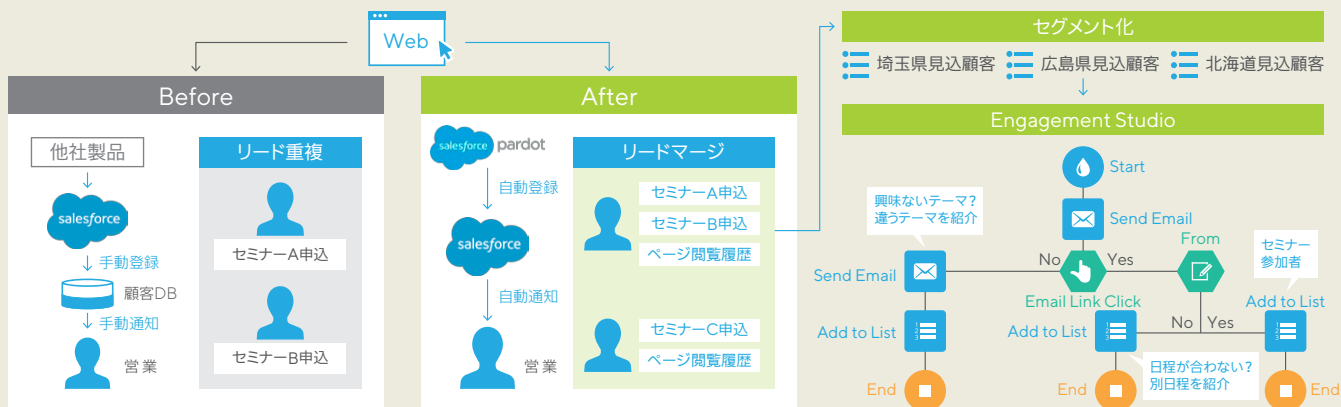 Web
Before
他社製品
salesforce
手動登録
顧客DB
手動通知
営業
リード重複
セミナーA申込
セミナーB申込
After
salesforce pardot
自動登録
salesforce
自動通知
営業
リードマージ
セミナーA申込
セミナーB申込
ページ閲覧履歴
セミナーC申込
ページ閲覧履歴
セグメント化
埼玉県見込顧客
広島県見込顧客
北海道見込顧客
Engagement Studio
Start
興味ないテーマ？
違うテーマを紹介
Send Email
From
セミナー
参加者
No
Yes
Send Email
Email Link Click
Add to List
Add to List
Add to List
No
Yes
日程が合わない？
別日程を紹介
End
End
End